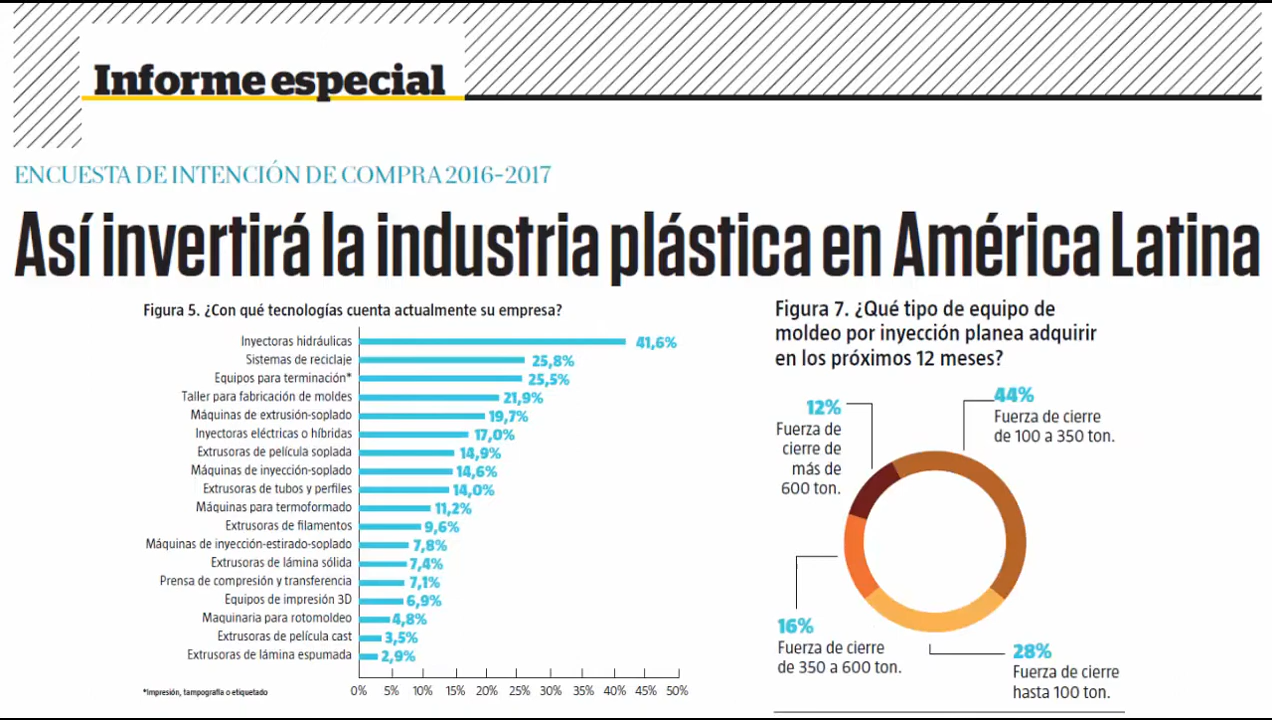 Informe especial
ENCUESTA DE INTENCIÓN DE COMPRA 2016-2017
Así invertirá la industria plástica en América Latina
Figura 5. ¿Con qué tecnologías cuenta actualmente su empresa?
Inyectoras hidráulicas 41,6%
Sistemas de reciclaje 25,8%
Equipos para terminación* 25,5%
Taller para fabricación de moldes 21,9%
Máquinas de extrusión-soplado 19,7%
Inyectoras eléctricas o híbridas 17,0%
Extrusoras de película soplada 14,9%
Máquinas de inyección-soplado 14,6%
Extrusoras de tubos y perfiles 14,0%
Máquinas para termoformado 11,2%
Extrusoras de filamentos 9,6%
Máquinas de inyección-estirado-soplado 7,8%
Extrusoras de lámina sólida 7,4%
Prensa de compresión y transferencia 7,1%
Equipos de impresión 3D 6,9%
Maquinaria para rotomoldeo 4,8%
Extrusoras de película cast 3,5%
Extrusoras de lámina espumada 2,9%
0% 5% 10% 15% 20% 25% 30% 35% 40% 45% 50%
*Impresión, tampografía o etiquetado
Figura 7. ¿Qué tipo de equipo de
moldeo por inyección planea adquirir
en los próximos 12 meses?
44%
Fuerza de cierre
de 100 a 350 ton.
12%
Fuerza de
cierre de
más de
600 ton.
16%
Fuerza de cierre
de 350 a 600 ton.
28%
Fuerza de cierre
hasta 100 ton.